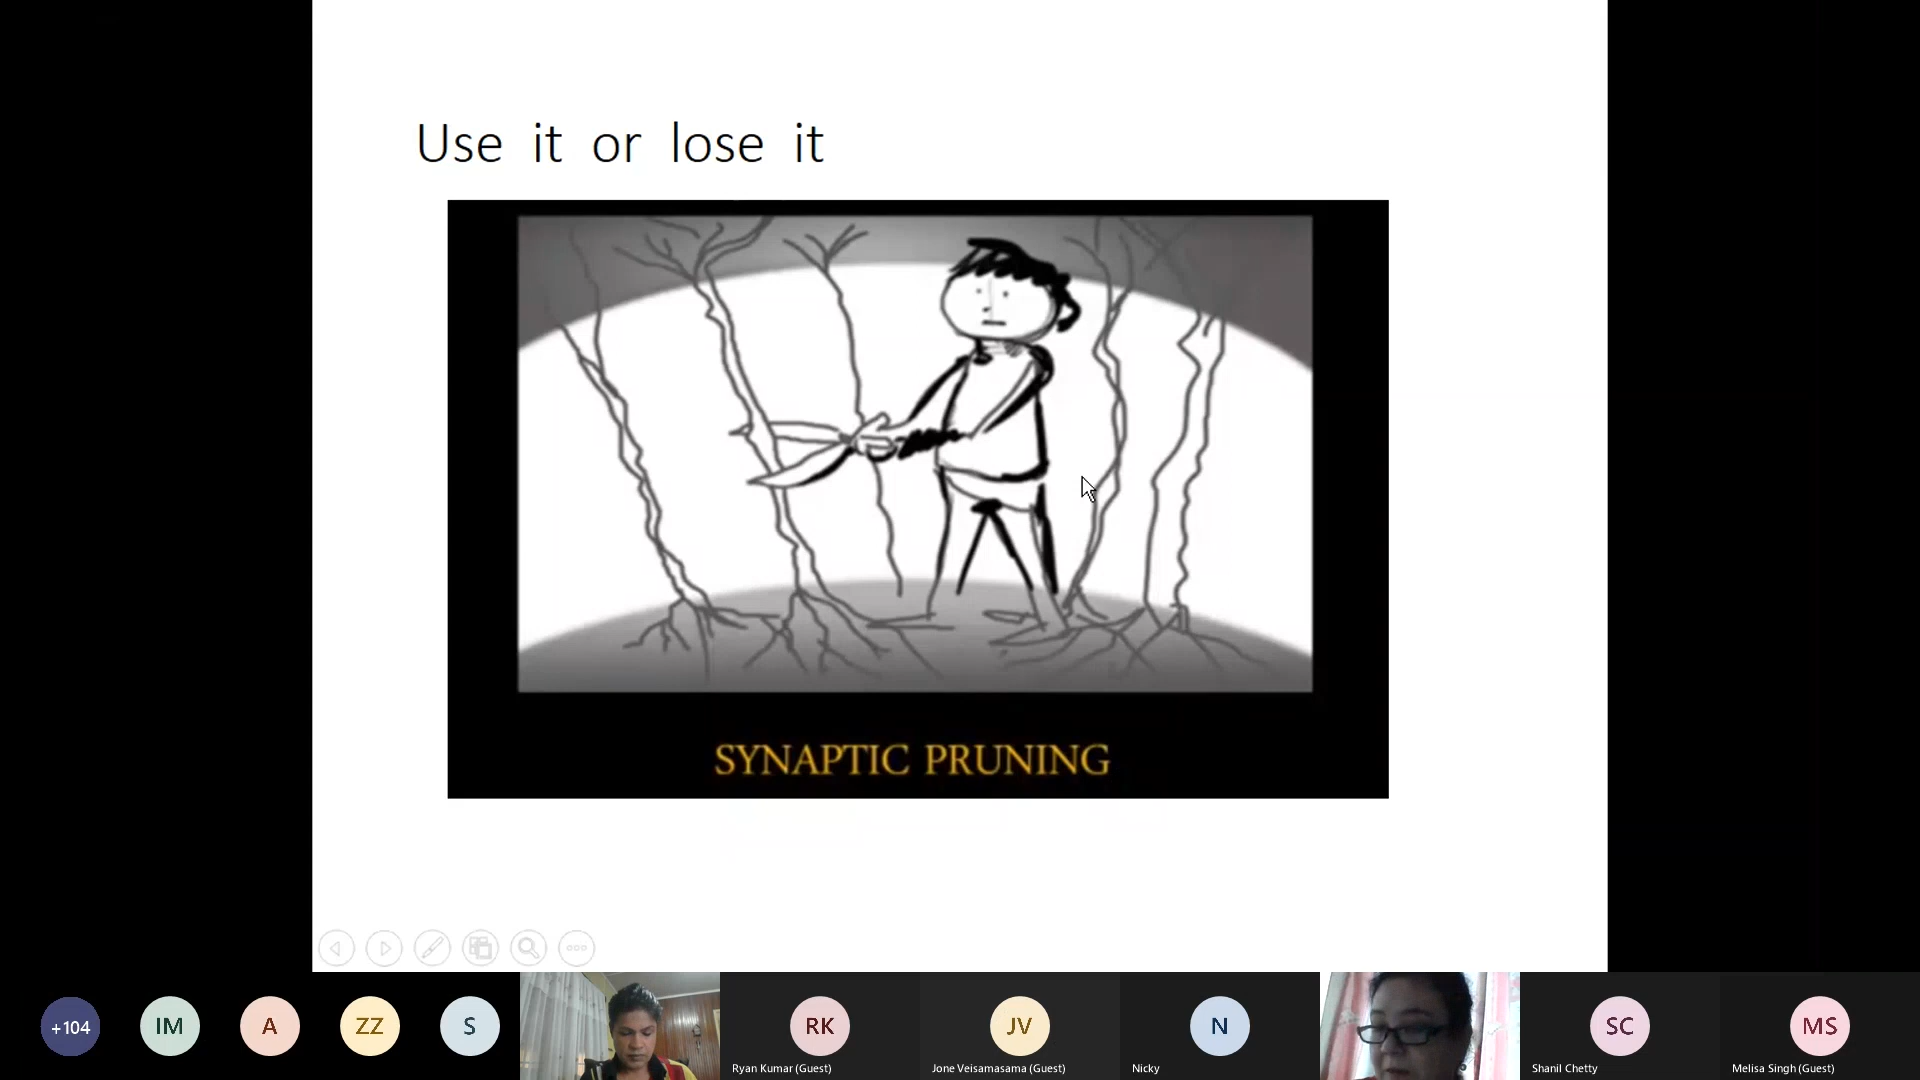 Use it or lose it
SYNAPTIC PRUNING
+104
IM
A
ZZ
S
RK
JV
N
SC
MS
Ryan Kumar (Guest)
Jone Veisamasama (Guest)
Nicky
Shanil Chetty
Melisa Singh (Guest)